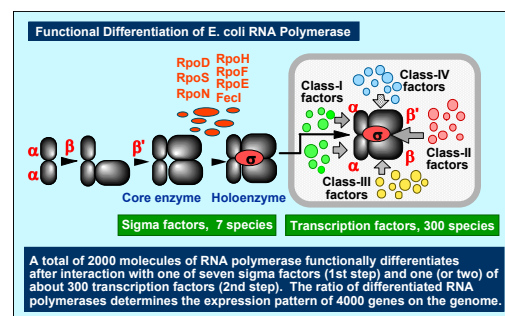 Functional Differentiation of E. coli RNA Polymerase
RpoD RpoH
RpoS RpoF
RpoN RpoE
FecI
Class-I
factors
Class-IV
factors
α
β'
α
α
β
β'
α
σ
σ
Class-II
factors
β
Class-III
factors
Core enzyme
Holoenzyme
Sigma factors, 7 species
Transcription factors, 300 species
A total of 2000 molecules of RNA polymerase functionally differentiates
after interaction with one of seven sigma factors (1st step) and one (or two) of
about 300 transcription factors (2nd step). The ratio of differentiated RNA
polymerases determines the expression pattern of 4000 genes on the genome.